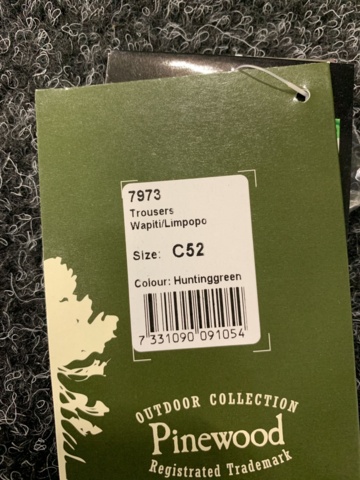 7973
Trousers
Wapiti/Limpopo
Size: C52
Colour: Huntinggreen
7 331090 091054
OUTDOOR COLLECTION
Pinewood
Registrated Trademark